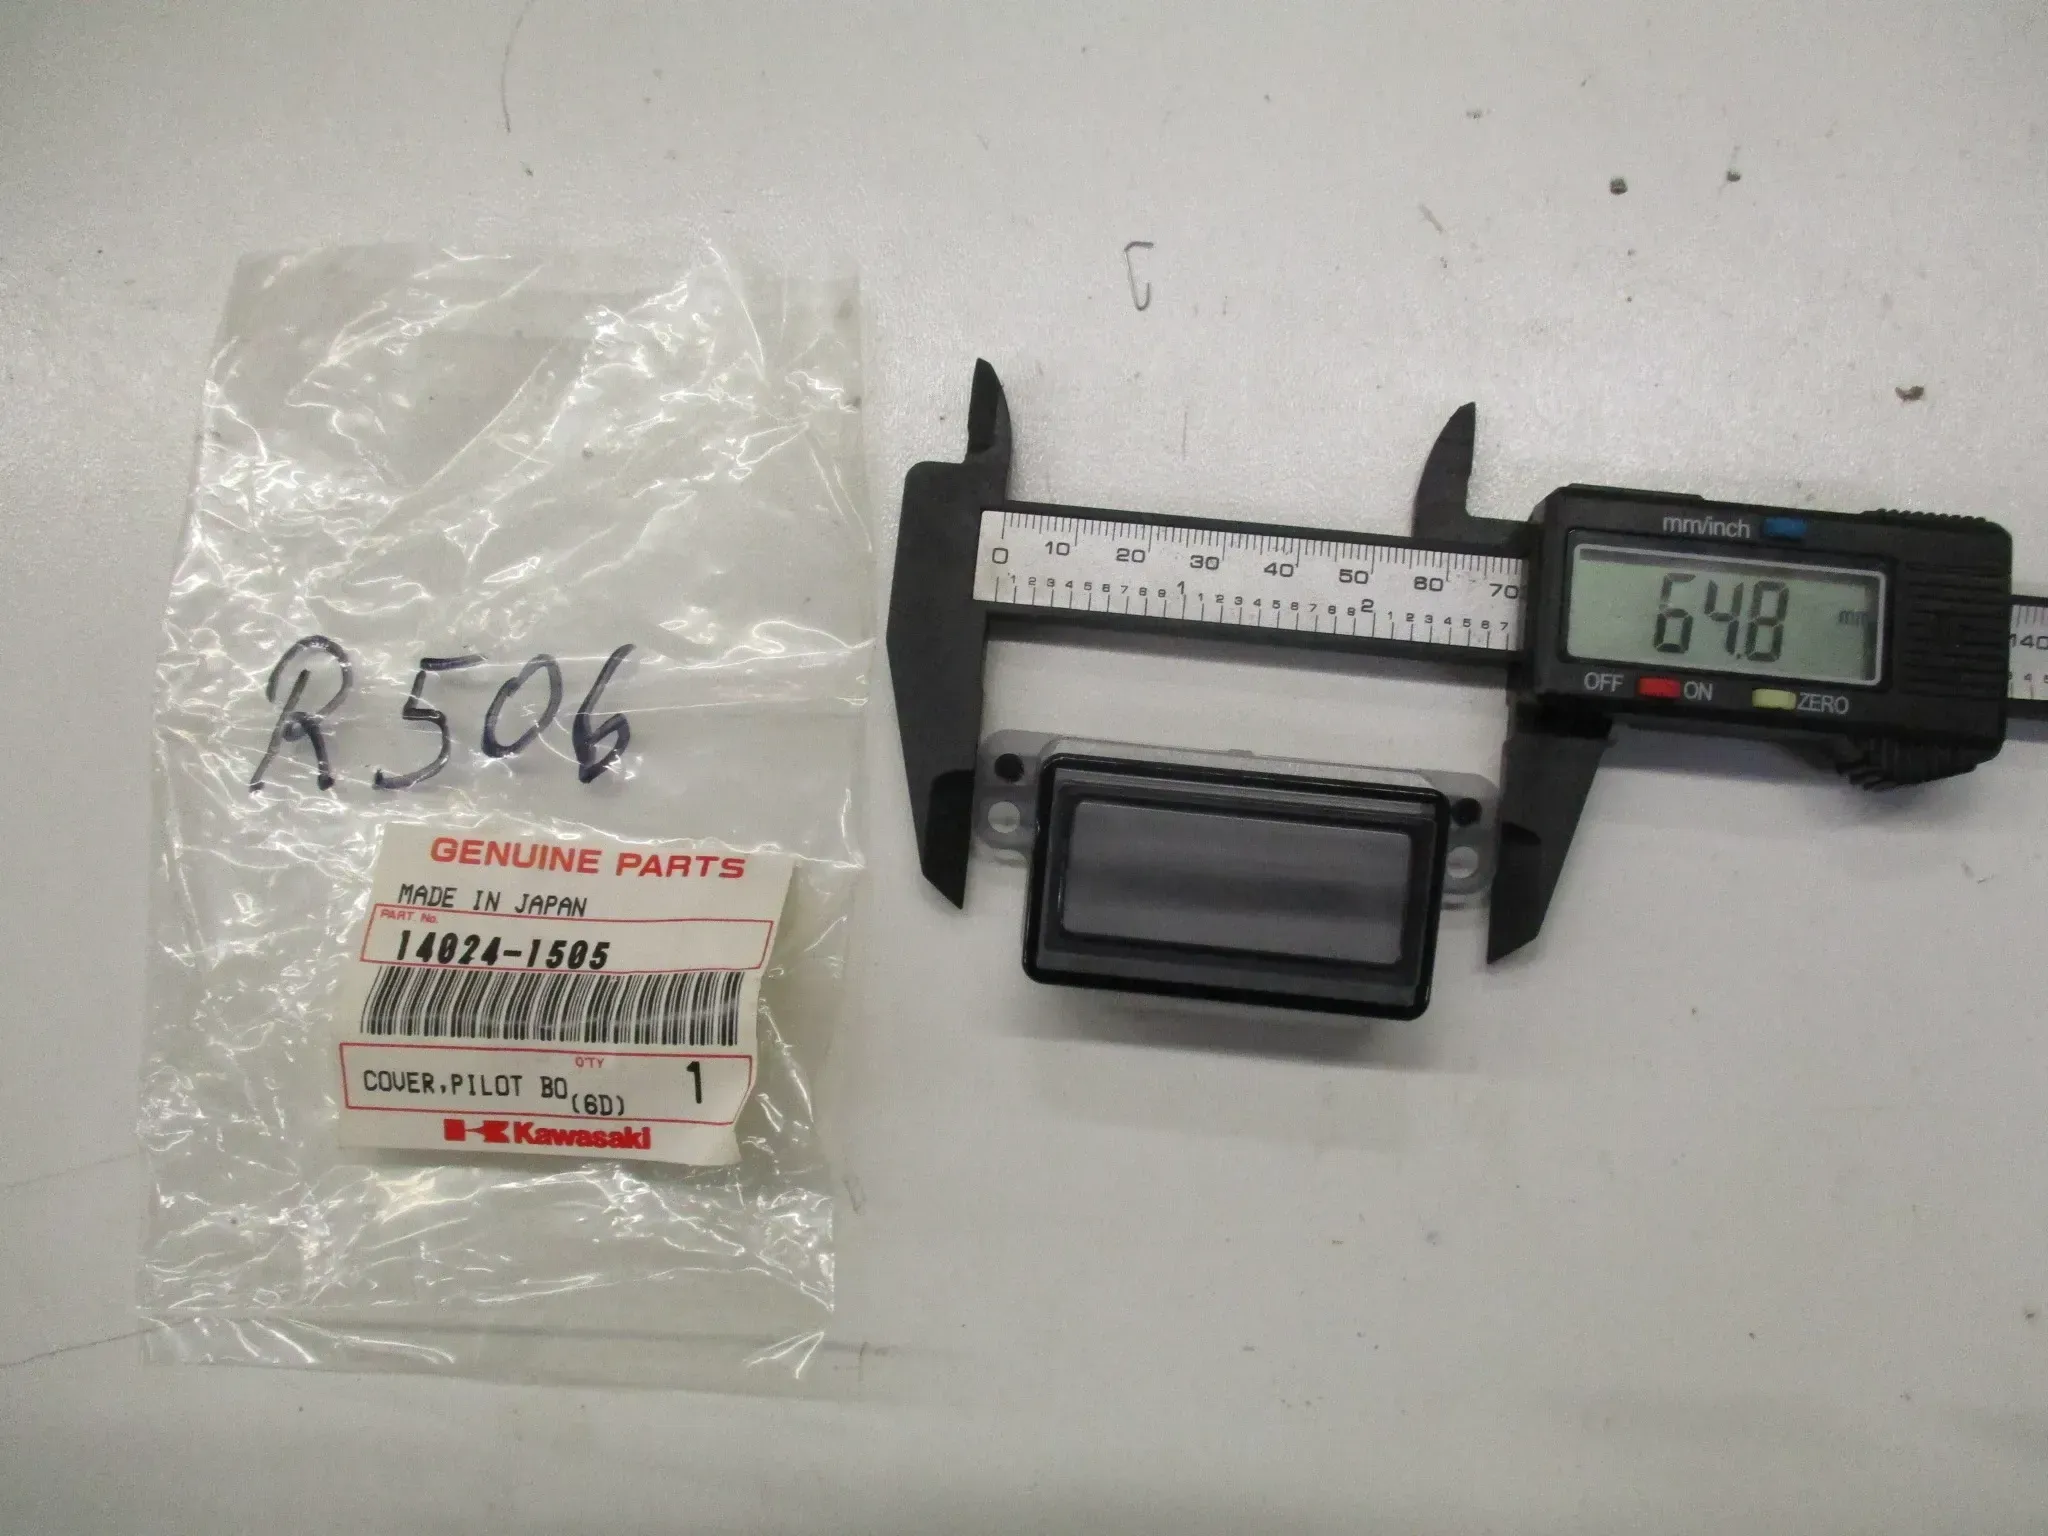 R506
GENUINE PARTS
MADE IN JAPAN
PART. No.
14024-1505
QTY
COVER,PILOT BO(6D) 1
Kawasaki
mm/inch
64.8 mm
OFF ON ZERO
0 10 20 30 40 50 60 70
1 2 3 4 5 6 7 8 9 1 1 2 3 4 5 6 7 8 9 2 1 2 3 4 5 6 7
140
4 5